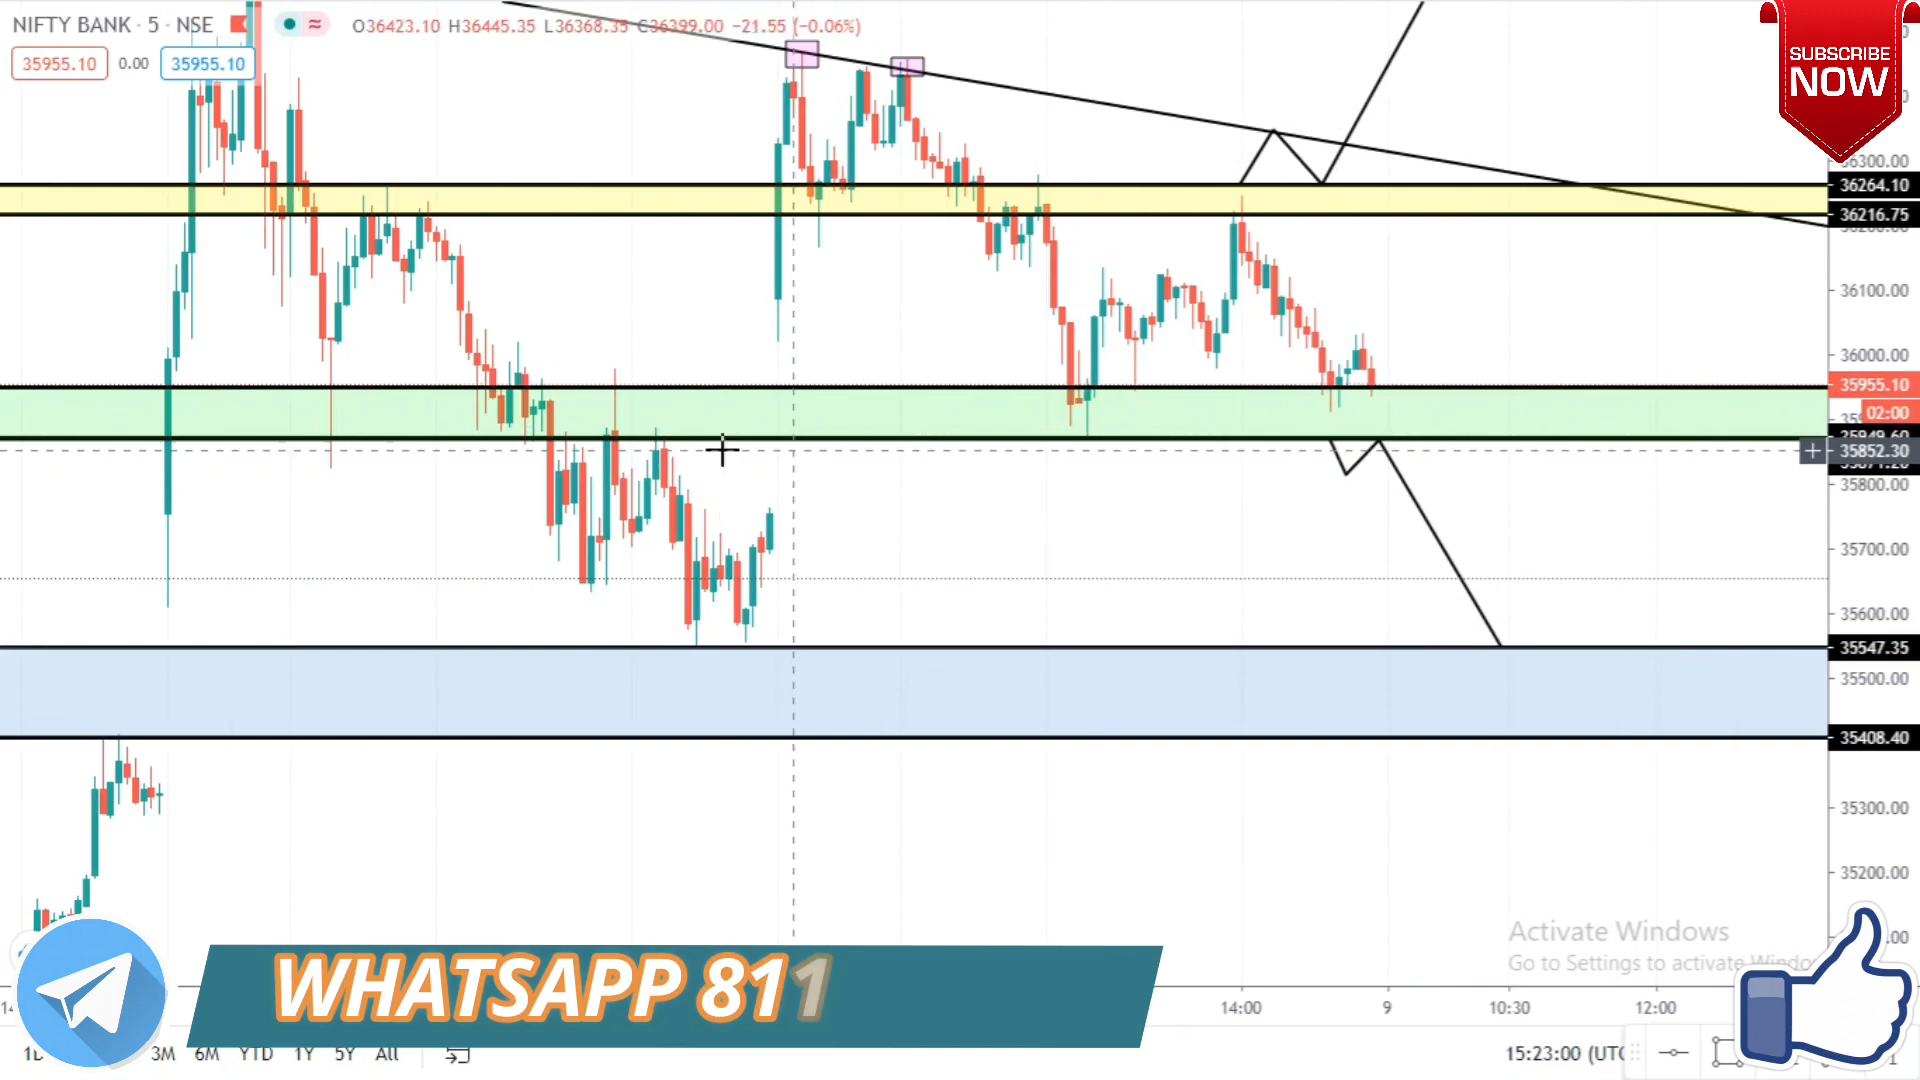 NIFTY BANK · 5 · NSE
O36423.10 H36445.35 L36368.35 C36399.00 −21.55 (−0.06%)
35955.10 0.00 35955.10
SUBSCRIBE
NOW
36300.00
36264.10
36216.75
36100.00
36000.00
35955.10
02:00
35852.30
35800.00
35700.00
35600.00
35547.35
35500.00
35408.40
35300.00
35200.00
Activate Windows
Go to Settings to activate
WHATSAPP 811
14:00 9 10:30 12:00
3M 6M YTD 1Y 5Y All
15:23:00 (UTC